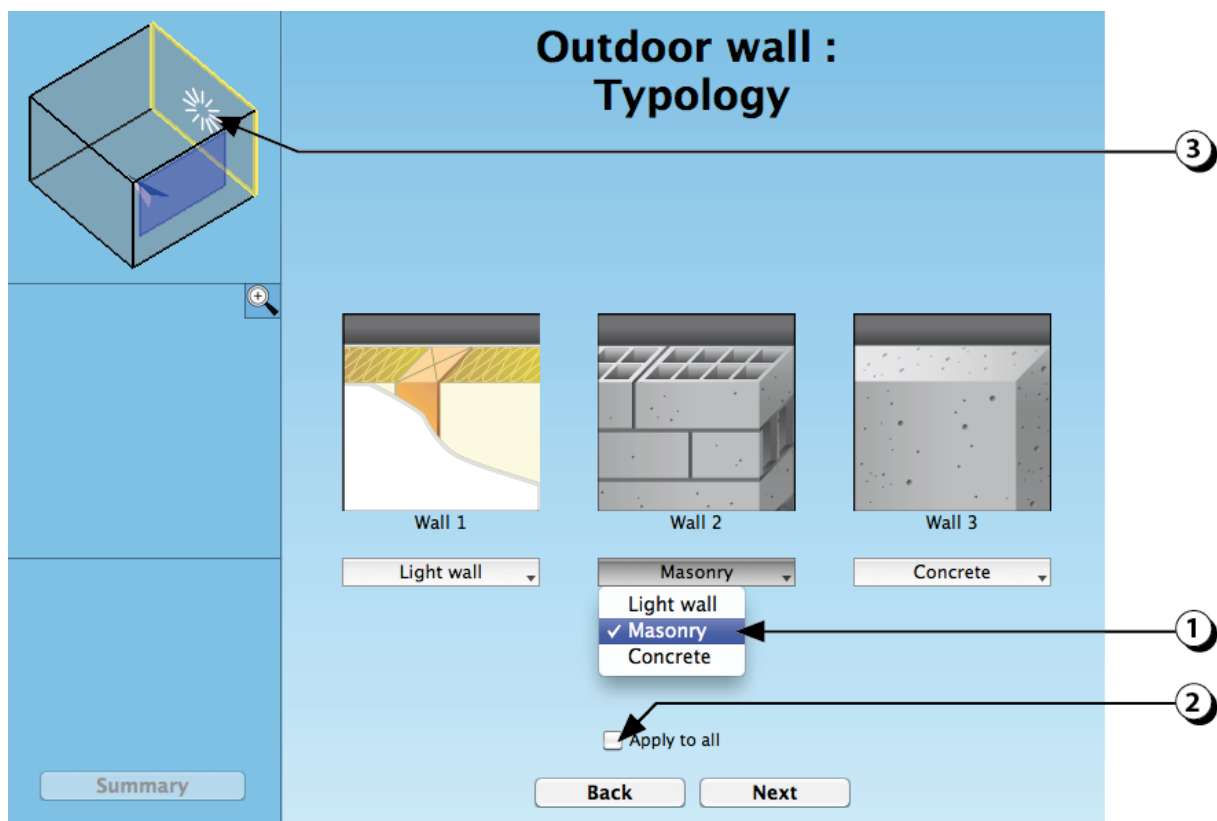 Outdoor wall :
Typology
3
Wall 1
Wall 2
Wall 3
Light wall
Masonry
Concrete
Light wall
✓ Masonry
Concrete
1
2
Apply to all
Summary
Back
Next